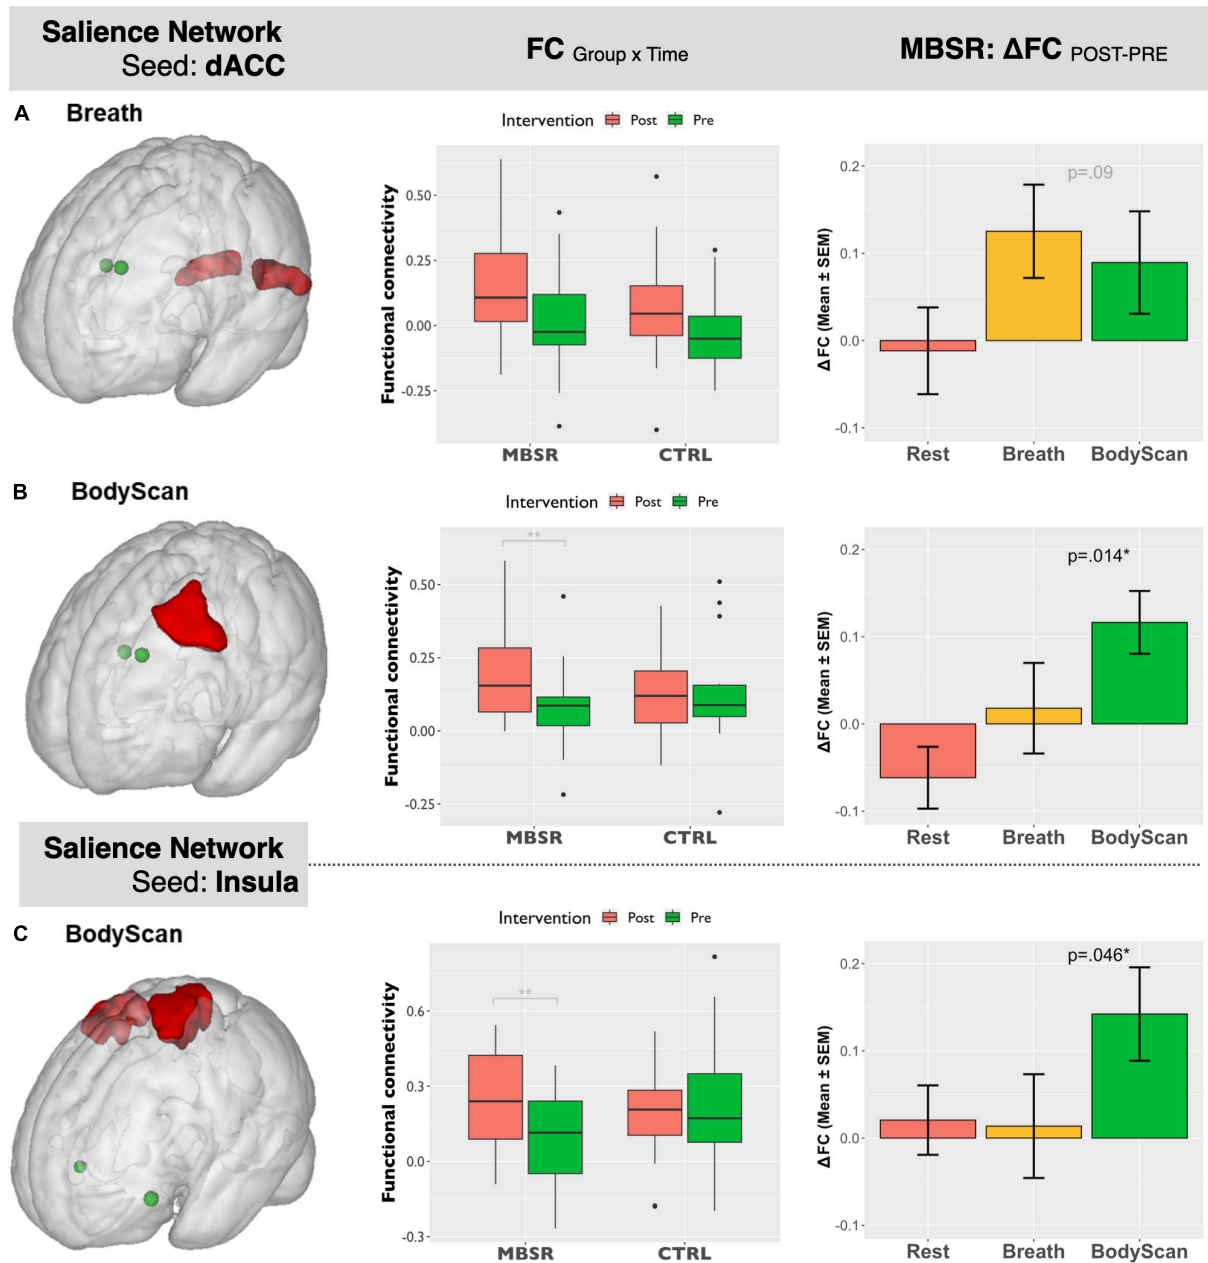 Salience Network
Seed: dACC
FC Group x Time
MBSR: ΔFC POST-PRE
A Breath
Intervention Post Pre
Functional connectivity
0.50
0.25
0.00
-0.25
MBSR CTRL
ΔFC (Mean ± SEM)
0.2
0.1
0.0
-0.1
p=.09
Rest Breath BodyScan
B BodyScan
Intervention Post Pre
Functional connectivity
0.50
0.25
0.00
-0.25
**
MBSR CTRL
ΔFC (Mean ± SEM)
0.2
0.1
0.0
-0.1
p=.014*
Rest Breath BodyScan
Salience Network
Seed: Insula
C BodyScan
Intervention Post Pre
Functional connectivity
0.6
0.3
0.0
-0.3
**
MBSR CTRL
ΔFC (Mean ± SEM)
0.2
0.1
0.0
-0.1
p=.046*
Rest Breath BodyScan